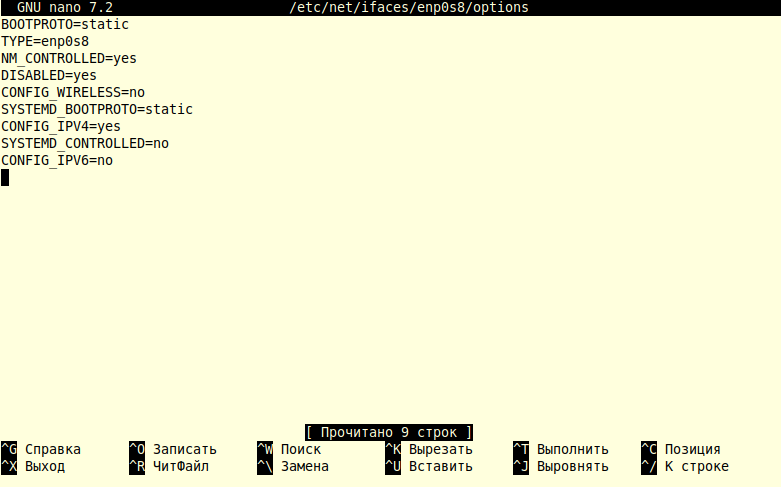 GNU nano 7.2 /etc/net/ifaces/enp0s8/options
BOOTPROTO=static
TYPE=enp0s8
NM_CONTROLLED=yes
DISABLED=yes
CONFIG_WIRELESS=no
SYSTEMD_BOOTPROTO=static
CONFIG_IPV4=yes
SYSTEMD_CONTROLLED=no
CONFIG_IPV6=no
[ Прочитано 9 строк ]
^G Справка ^O Записать ^W Поиск ^K Вырезать ^T Выполнить ^C Позиция
^X Выход ^R ЧитФайл ^\ Замена ^U Вставить ^J Выровнять ^/ К строке